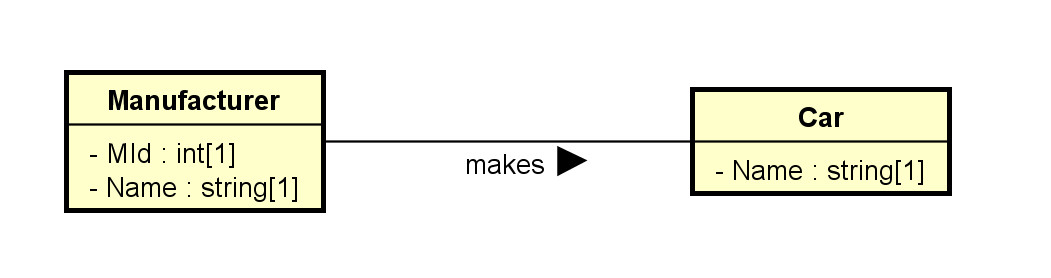 Manufacturer
- MId : int[1]
- Name : string[1]
makes ▶
Car
- Name : string[1]